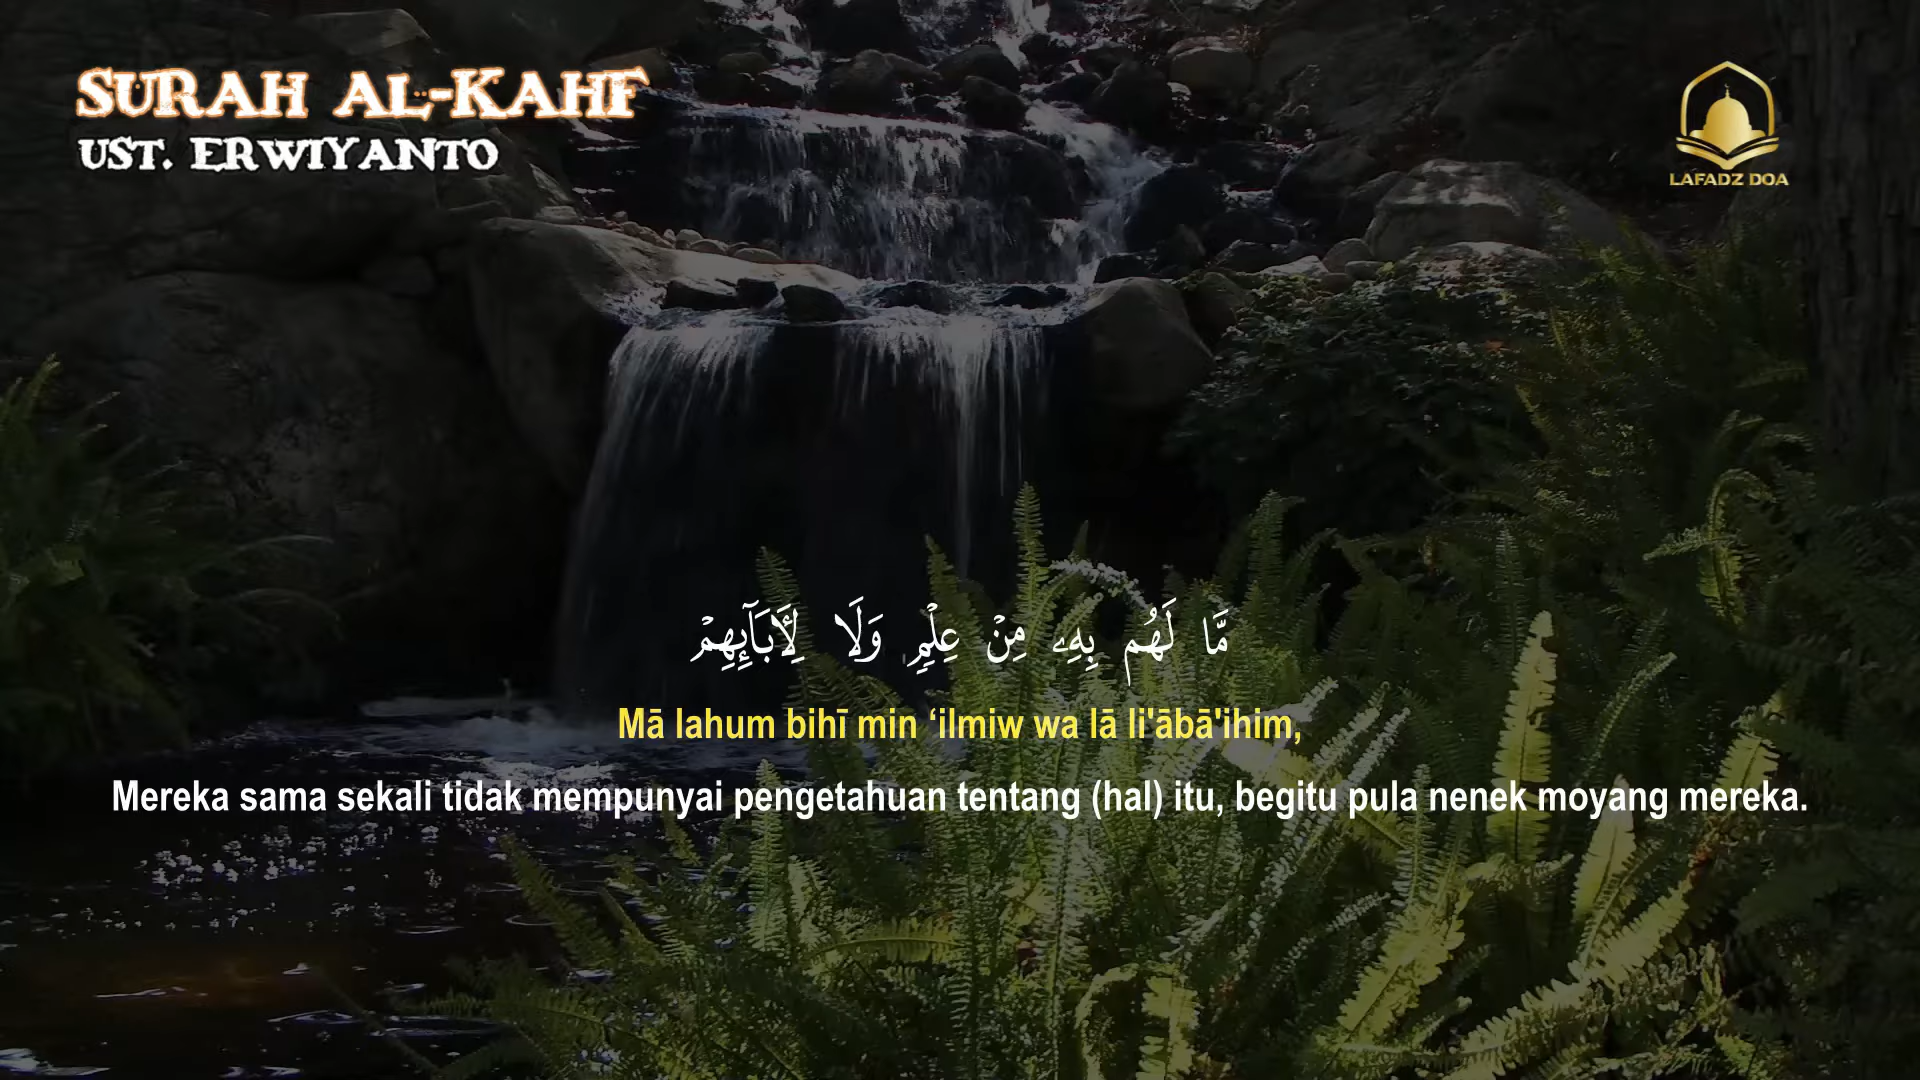 SURAH AL-KAHF
UST. ERWIYANTO
LAFADZ DOA
مَّا لَهُم بِهِۦ مِنْ عِلْمٍ وَلَا لِـَٔابَآئِهِمْ
Mā lahum bihī min ‘ilmiw wa lā li'ābā'ihim,
Mereka sama sekali tidak mempunyai pengetahuan tentang (hal) itu, begitu pula nenek moyang mereka.